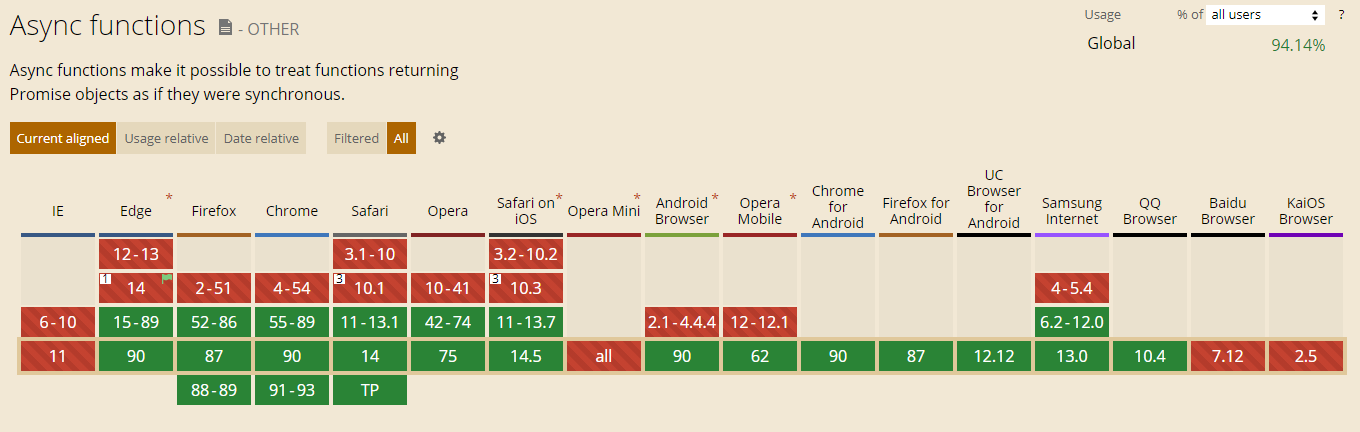 Async functions - OTHER
Usage % of all users ?
Global 94.14%
Async functions make it possible to treat functions returning
Promise objects as if they were synchronous.
Current aligned Usage relative Date relative Filtered All
IE Edge * Firefox Chrome Safari Opera Safari on iOS * Opera Mini Android Browser * Opera Mobile * Chrome for Android Firefox for Android UC Browser for Android Samsung Internet QQ Browser Baidu Browser KaiOS Browser
12-13 3.1-10 3.2-10.2
1 14 2-51 4-54 3 10.1 10-41 3 10.3 4-5.4
6-10 15-89 52-86 55-89 11-13.1 42-74 11-13.7 2.1-4.4.4 12-12.1 6.2-12.0
11 90 87 90 14 75 14.5 all 90 62 90 87 12.12 13.0 10.4 7.12 2.5
88-89 91-93 TP